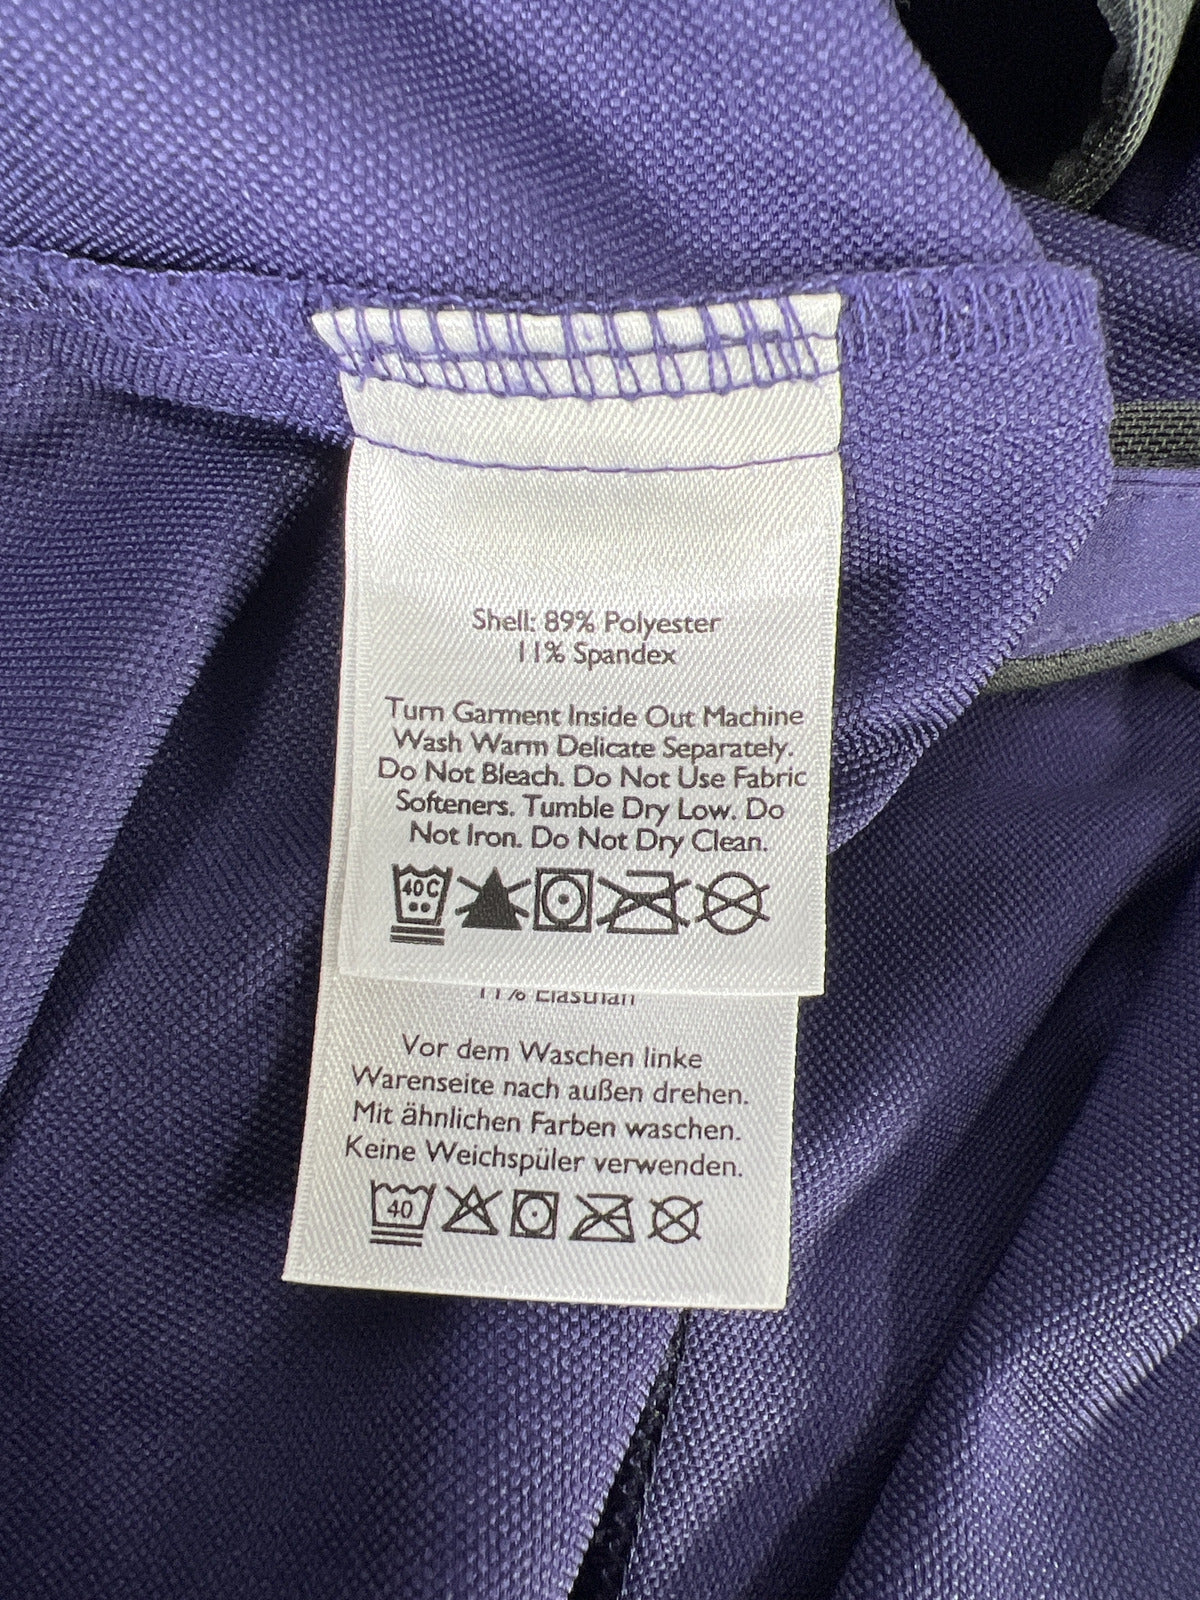 Shell: 89% Polyester
11% Spandex
Turn Garment Inside Out Machine
Wash Warm Delicate Separately.
Do Not Bleach. Do Not Use Fabric
Softeners. Tumble Dry Low. Do
Not Iron. Do Not Dry Clean.
40C
11% Elasthan
Vor dem Waschen linke
Warenseite nach außen drehen.
Mit ähnlichen Farben waschen.
Keine Weichspüler verwenden.
40